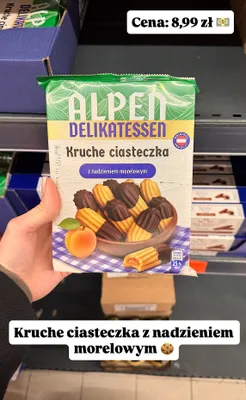 Cena: 8,99 zł 💵
ALPEN
DELIKATESSEN
Kruche ciasteczka
z nadzieniem morelowym
Kruche ciasteczka z nadzieniem
morelowym 🍪